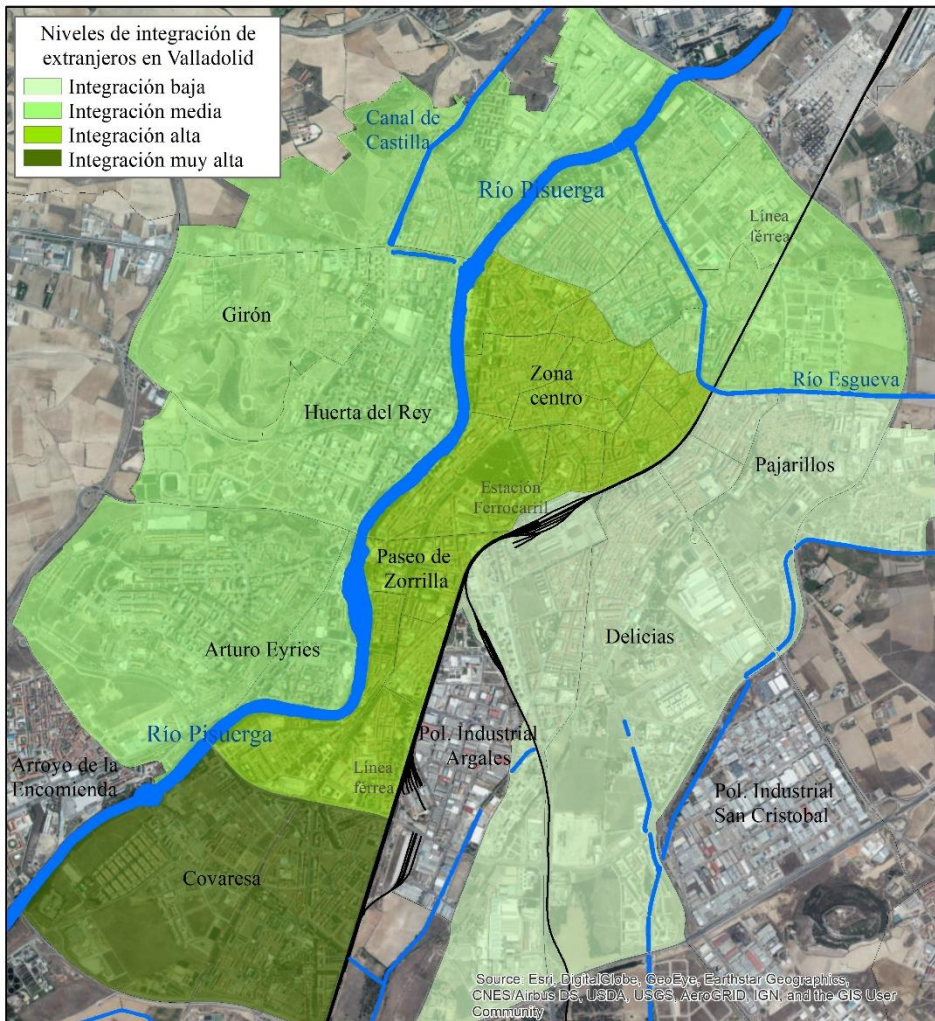 Niveles de integración de
extranjeros en Valladolid
Integración baja
Integración media
Integración alta
Integración muy alta
Canal de
Castilla
Río Pisuerga
Línea
férrea
Girón
Zona
centro
Río Esgueva
Huerta del Rey
Pajarillos
Estación
Ferrocarril
Paseo de
Zorrilla
Delicias
Arturo Eyries
Río Pisuerga
Arroyo de la
Encomienda
Línea
férrea
Pol. Industrial
Argales
Pol. Industrial
San Cristobal
Covaresa
Source: Esri, DigitalGlobe, GeoEye, Earthstar Geographics,
CNES/Airbus DS, USDA, USGS, AeroGRID, IGN, and the GIS User
Community